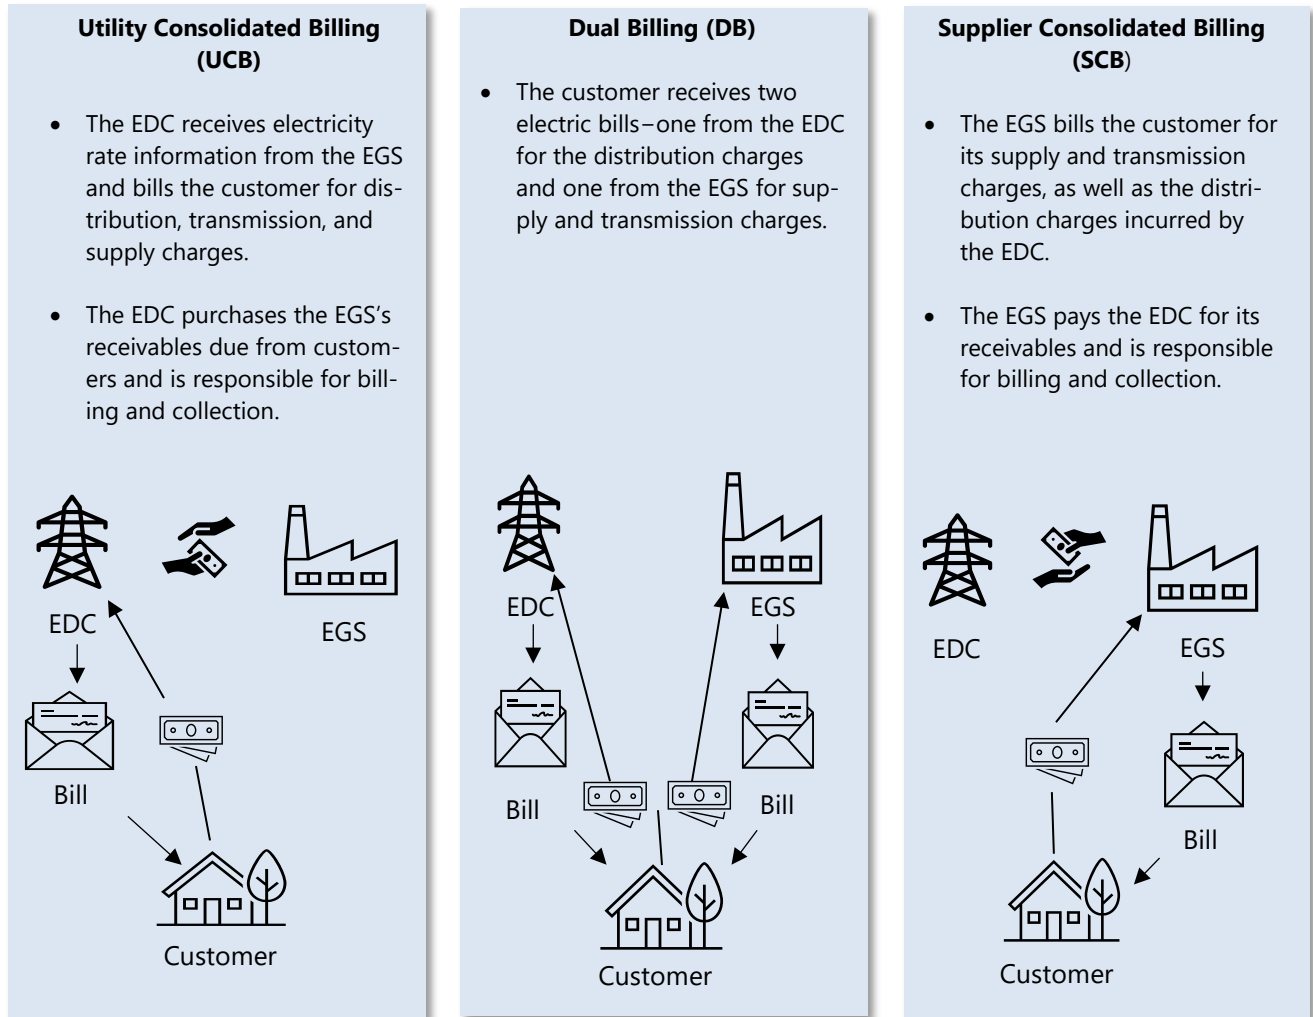 Utility Consolidated Billing
(UCB)
• The EDC receives electricity
rate information from the EGS
and bills the customer for dis-
tribution, transmission, and
supply charges.
• The EDC purchases the EGS’s
receivables due from custom-
ers and is responsible for bill-
ing and collection.
EDC
EGS
Bill
Customer
Dual Billing (DB)
• The customer receives two
electric bills–one from the EDC
for the distribution charges
and one from the EGS for sup-
ply and transmission charges.
EDC
EGS
Bill
Bill
Customer
Supplier Consolidated Billing
(SCB)
• The EGS bills the customer for
its supply and transmission
charges, as well as the distri-
bution charges incurred by
the EDC.
• The EGS pays the EDC for its
receivables and is responsible
for billing and collection.
EDC
EGS
Bill
Customer